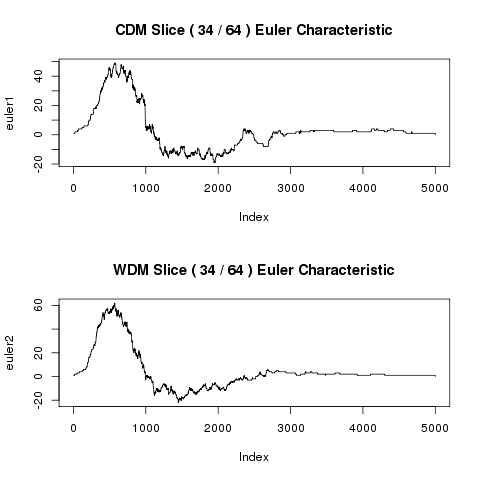 CDM Slice ( 34 / 64 ) Euler Characteristic
euler1
40
20
0
-20
0 1000 2000 3000 4000 5000
Index
WDM Slice ( 34 / 64 ) Euler Characteristic
euler2
60
20
0
-20
0 1000 2000 3000 4000 5000
Index